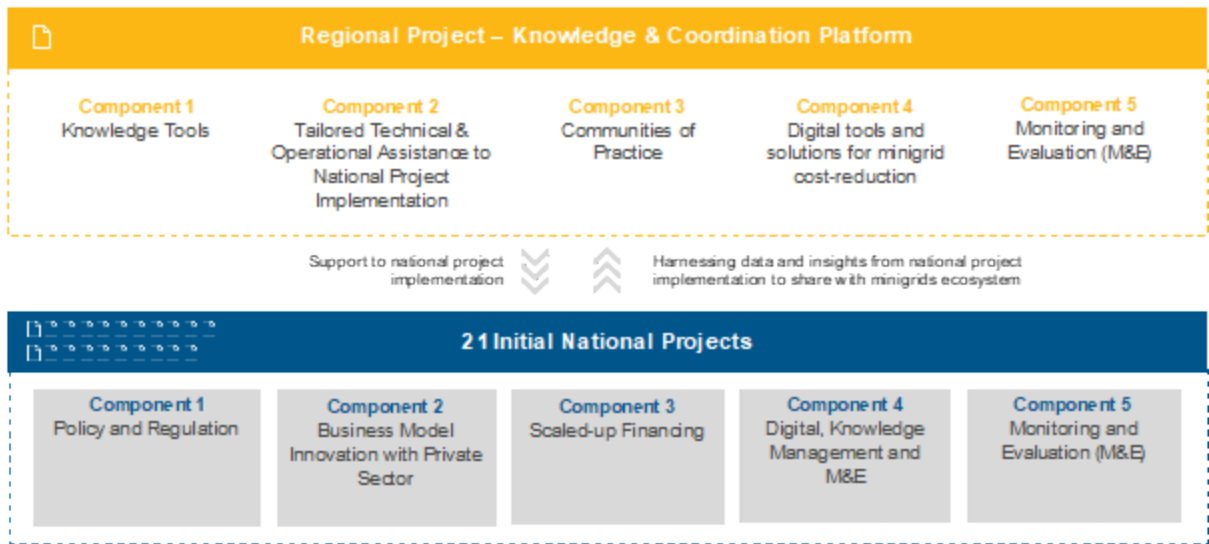 Regional Project – Knowledge & Coordination Platform
Component 1
Knowledge Tools
Component 2
Tailored Technical &
Operational Assistance to
National Project
Implementation
Component 3
Communities of
Practice
Component 4
Digital tools and
solutions for minigrid
cost-reduction
Component 5
Monitoring and
Evaluation (M&E)
Support to national project
implementation
Harnessing data and insights from national project
implementation to share with minigrids ecosystem
21 Initial National Projects
Component 1
Policy and Regulation
Component 2
Business Model
Innovation with Private
Sector
Component 3
Scaled-up Financing
Component 4
Digital, Knowledge
Management and
M&E
Component 5
Monitoring and
Evaluation (M&E)